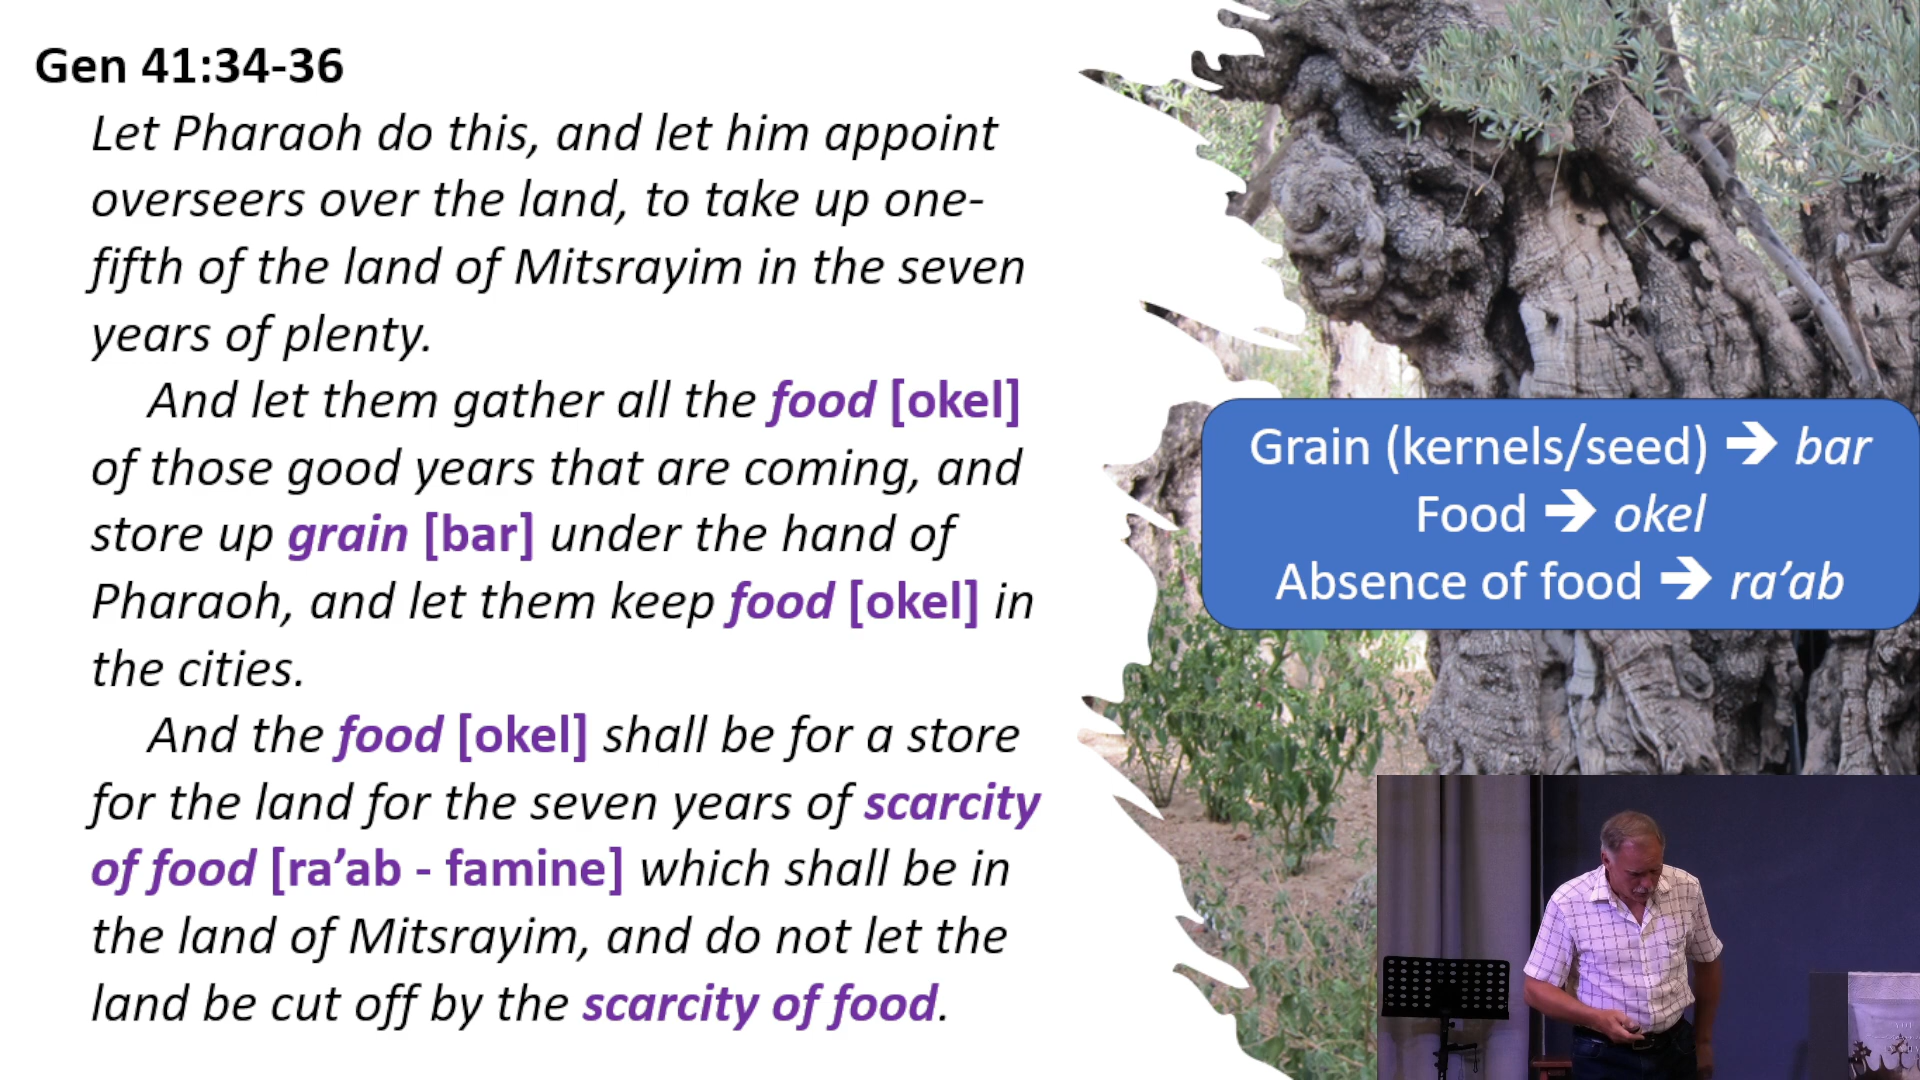 Gen 41:34-36
Let Pharaoh do this, and let him appoint
overseers over the land, to take up one-
fifth of the land of Mitsrayim in the seven
years of plenty.
And let them gather all the food [okel]
of those good years that are coming, and
store up grain [bar] under the hand of
Pharaoh, and let them keep food [okel] in
the cities.
And the food [okel] shall be for a store
for the land for the seven years of scarcity
of food [ra’ab - famine] which shall be in
the land of Mitsrayim, and do not let the
land be cut off by the scarcity of food.
Grain (kernels/seed) → bar
Food → okel
Absence of food → ra’ab